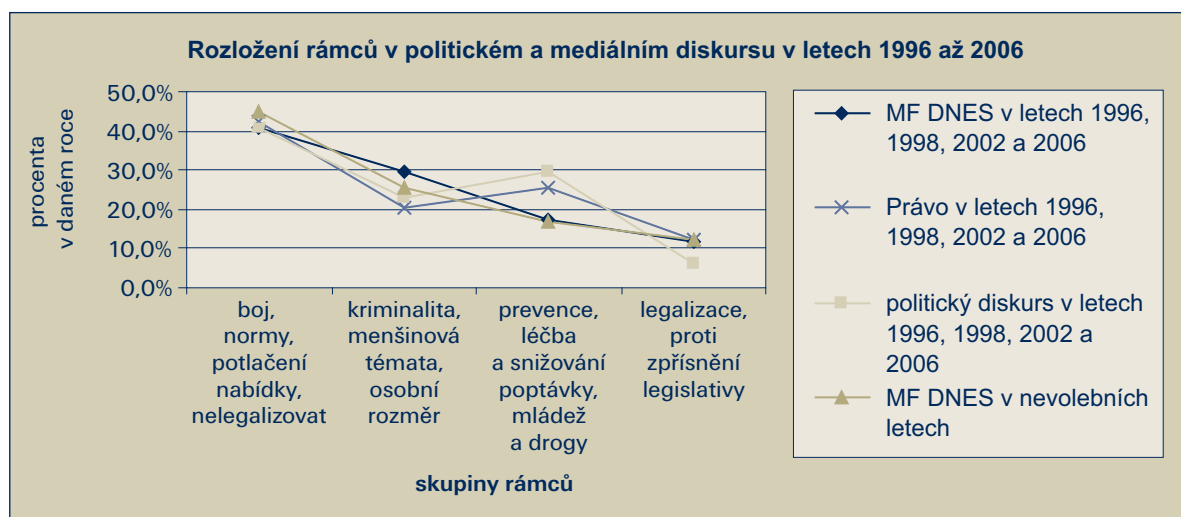 Rozložení rámců v politickém a mediálním diskursu v letech 1996 až 2006
procenta
v daném roce
50,0%
40,0%
30,0%
20,0%
10,0%
0,0%
boj,
normy,
potlačení
nabídky,
nelegalizovat
kriminalita,
menšinová
témata,
osobní
rozměr
prevence,
léčba
a snižování
poptávky,
mládež
a drogy
legalizace,
proti
zpřísnění
legislativy
skupiny rámců
MF DNES v letech 1996,
1998, 2002 a 2006
Právo v letech 1996,
1998, 2002 a 2006
politický diskurs v letech
1996, 1998, 2002 a
2006
MF DNES v nevolebních
letech